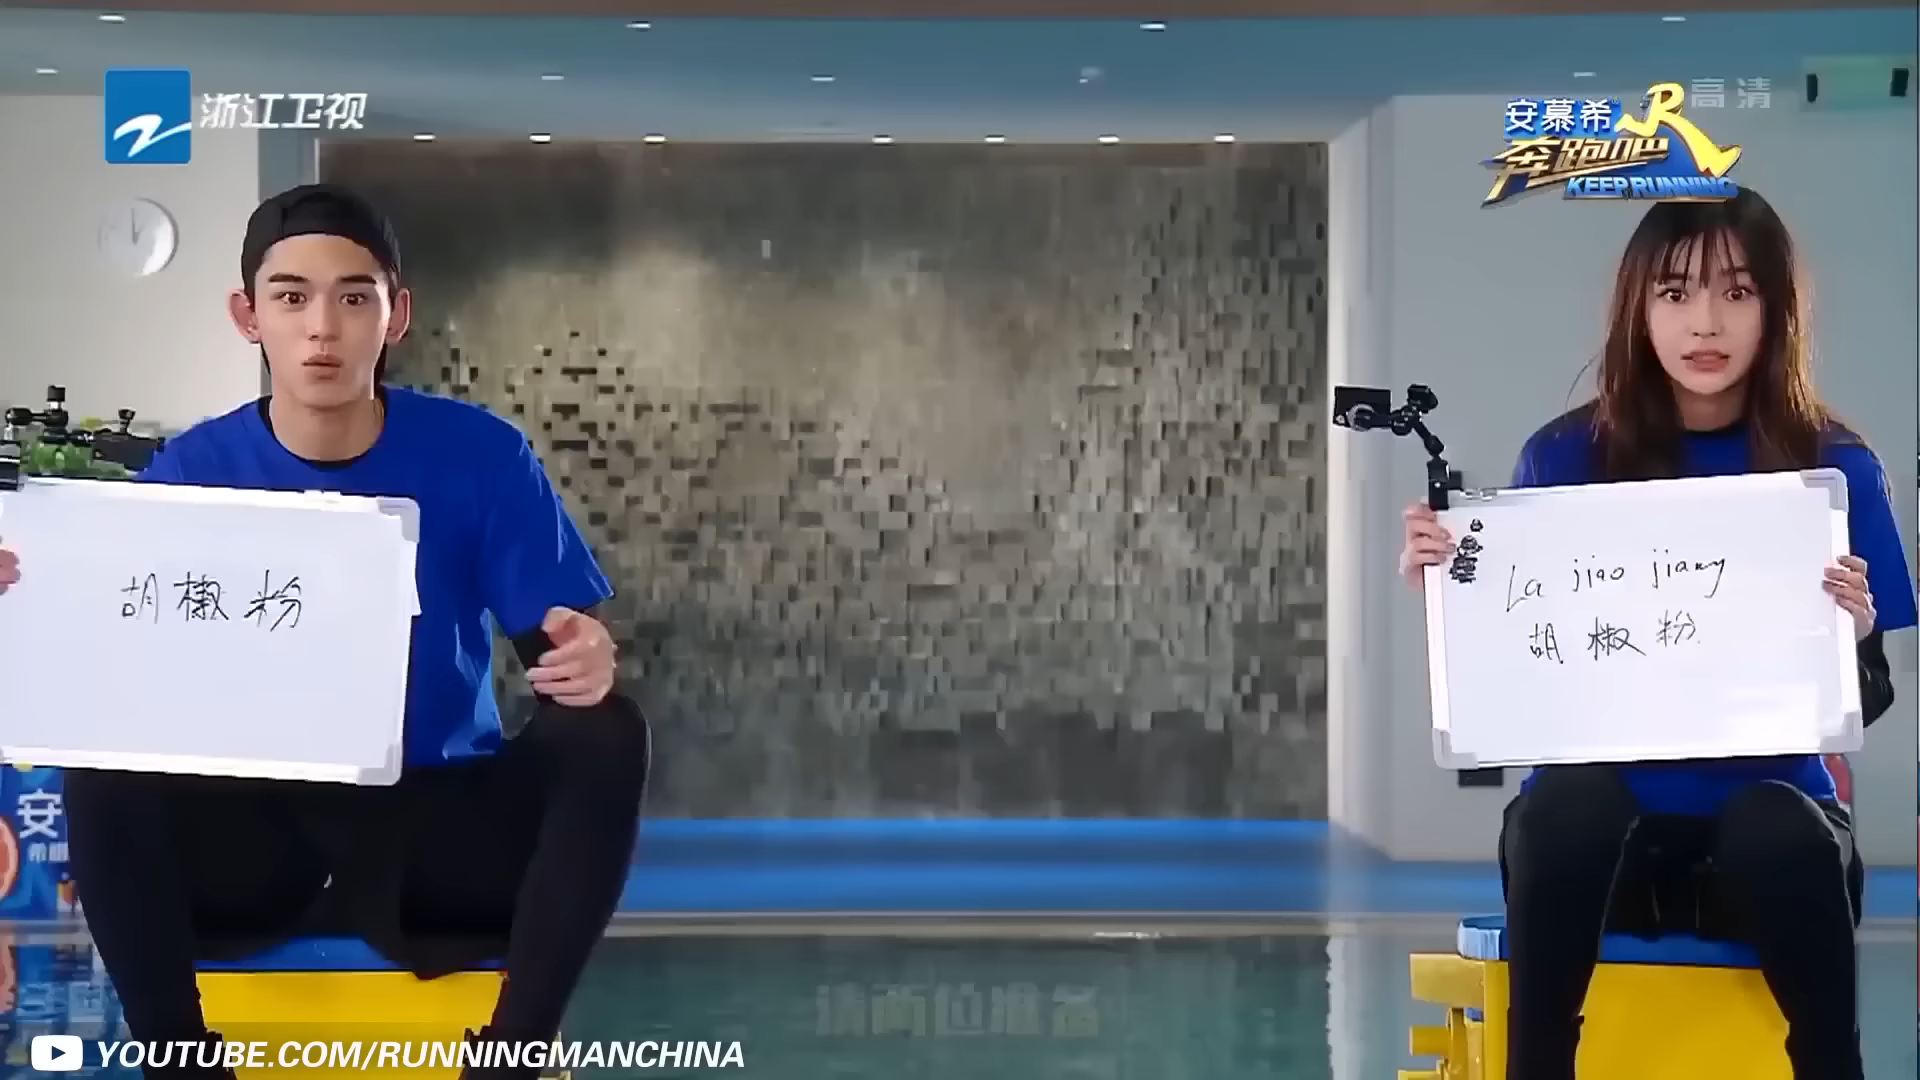 浙江卫视
安慕希
高清
奔跑吧
KEEP RUNNING
胡椒粉
La jiao jiang
胡椒粉
安
请两位准备
YOUTUBE.COM/RUNNINGMANCHINA